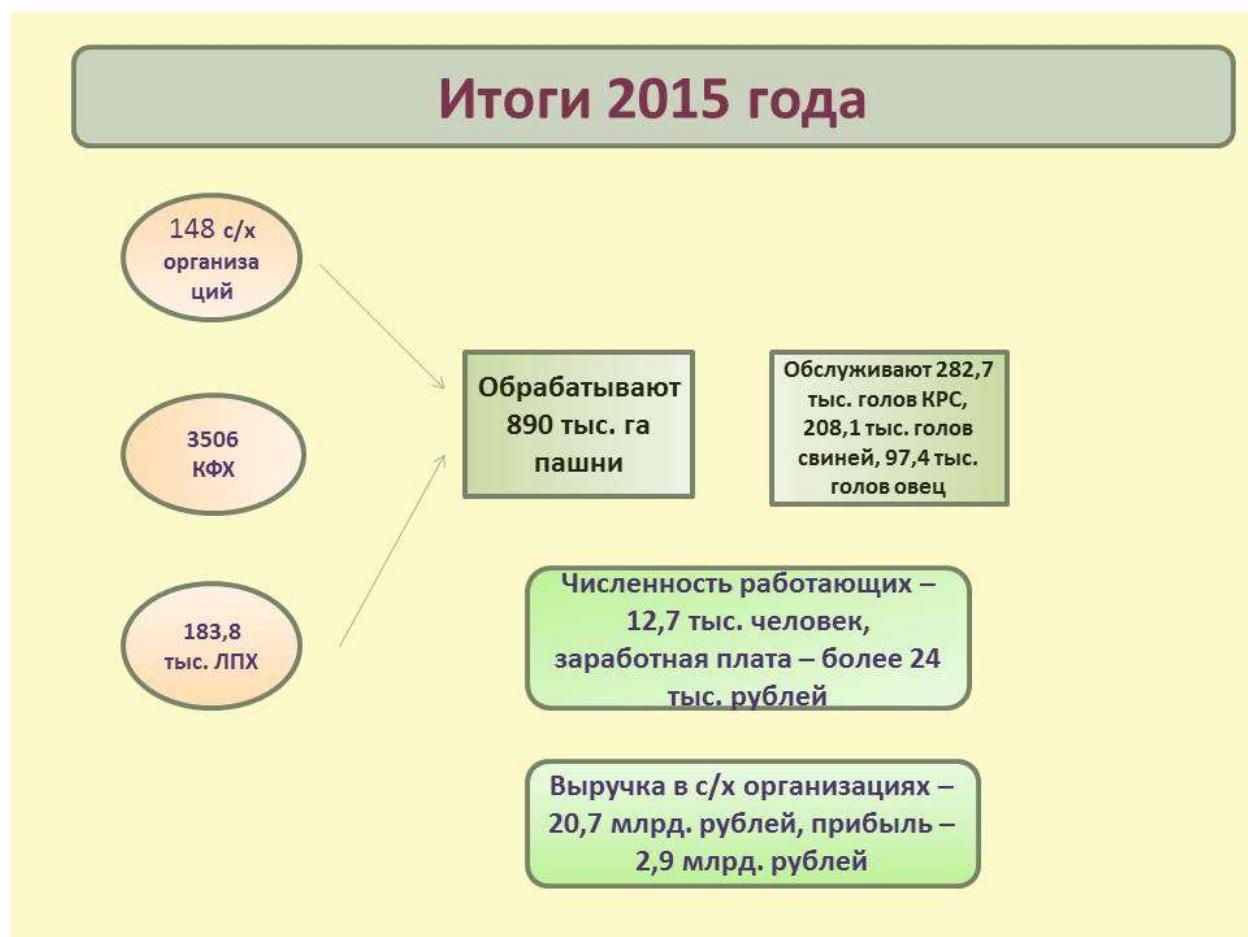 Итоги 2015 года
148 с/х
организа
ций
3506
КФХ
183,8
тыс. ЛПХ
Обрабатывают
890 тыс. га
пашни
Обслуживают 282,7
тыс. голов КРС,
208,1 тыс. голов
свиней, 97,4 тыс.
голов овец
Численность работающих –
12,7 тыс. человек,
заработная плата – более 24
тыс. рублей
Выручка в с/х организациях –
20,7 млрд. рублей, прибыль –
2,9 млрд. рублей